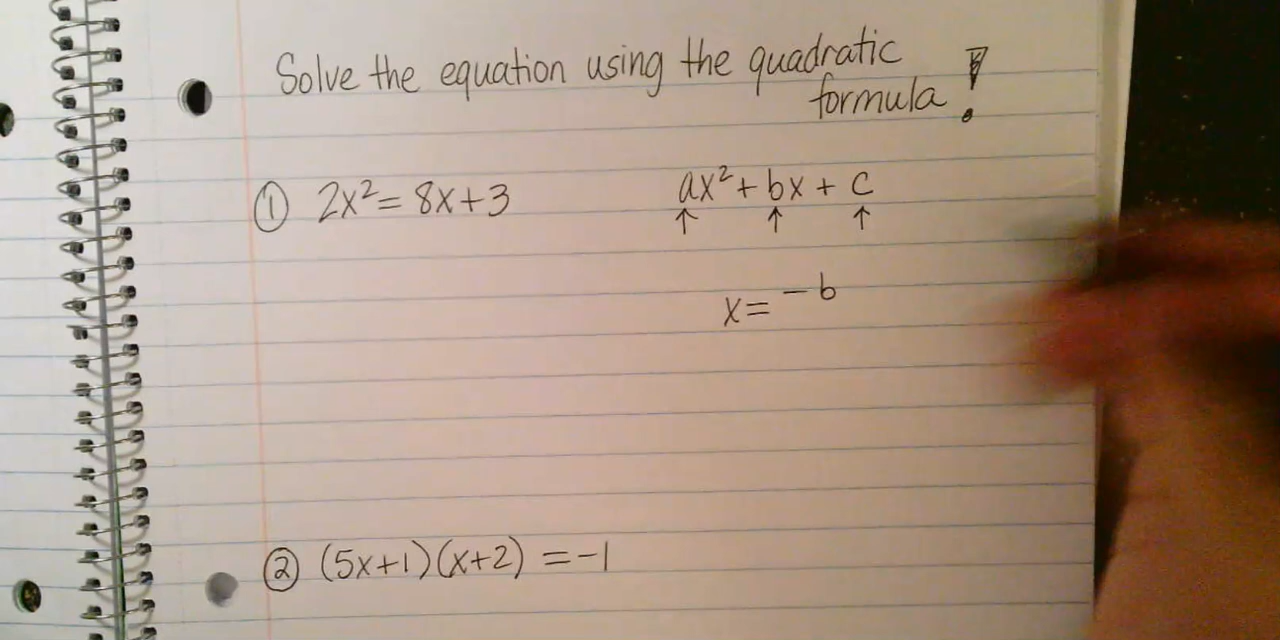 Solve the equation using the quadratic
formula!
① 2x² = 8x + 3
ax² + bx + c
↑ ↑ ↑
x = -b
② (5x+1)(x+2) = -1